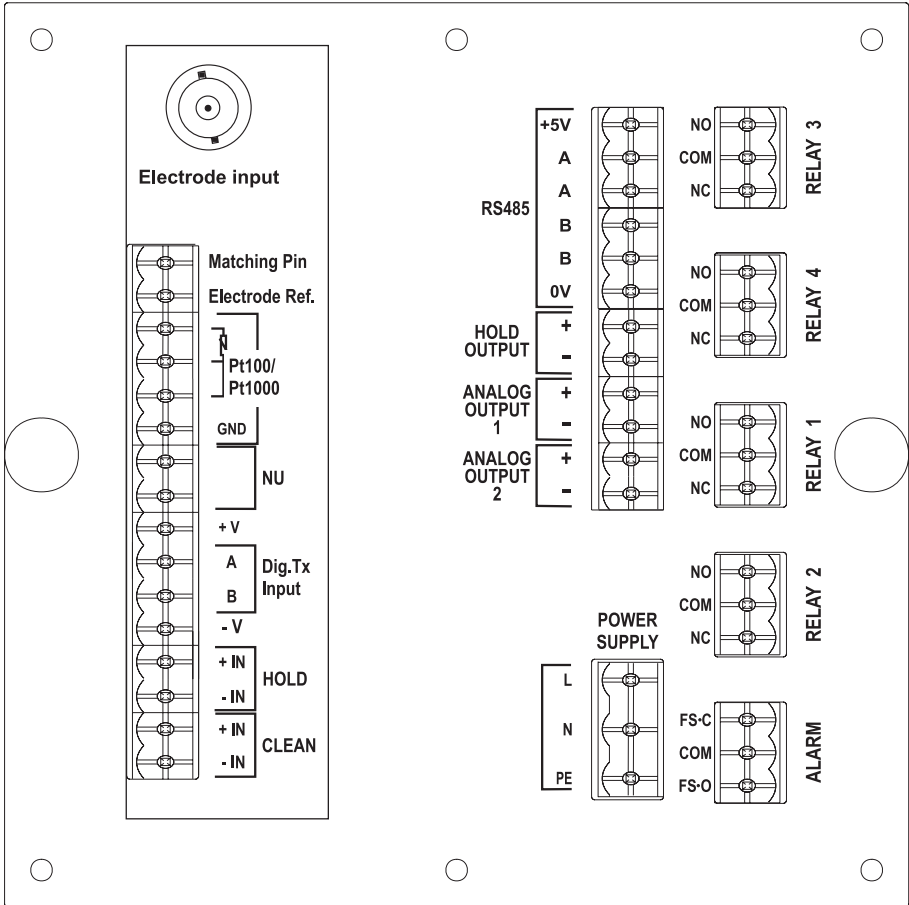 Electrode input
Matching Pin
Electrode Ref.
Pt100/
Pt1000
GND
NU
+ V
A
B
Dig.Tx
Input
- V
+ IN
- IN
HOLD
+ IN
- IN
CLEAN
RS485
+5V
A
A
B
B
0V
HOLD
OUTPUT
+
-
ANALOG
OUTPUT
1
+
-
ANALOG
OUTPUT
2
+
-
POWER
SUPPLY
L
N
PE
NO
COM
NC
RELAY 3
NO
COM
NC
RELAY 4
NO
COM
NC
RELAY 1
NO
COM
NC
RELAY 2
FS·C
COM
FS·O
ALARM